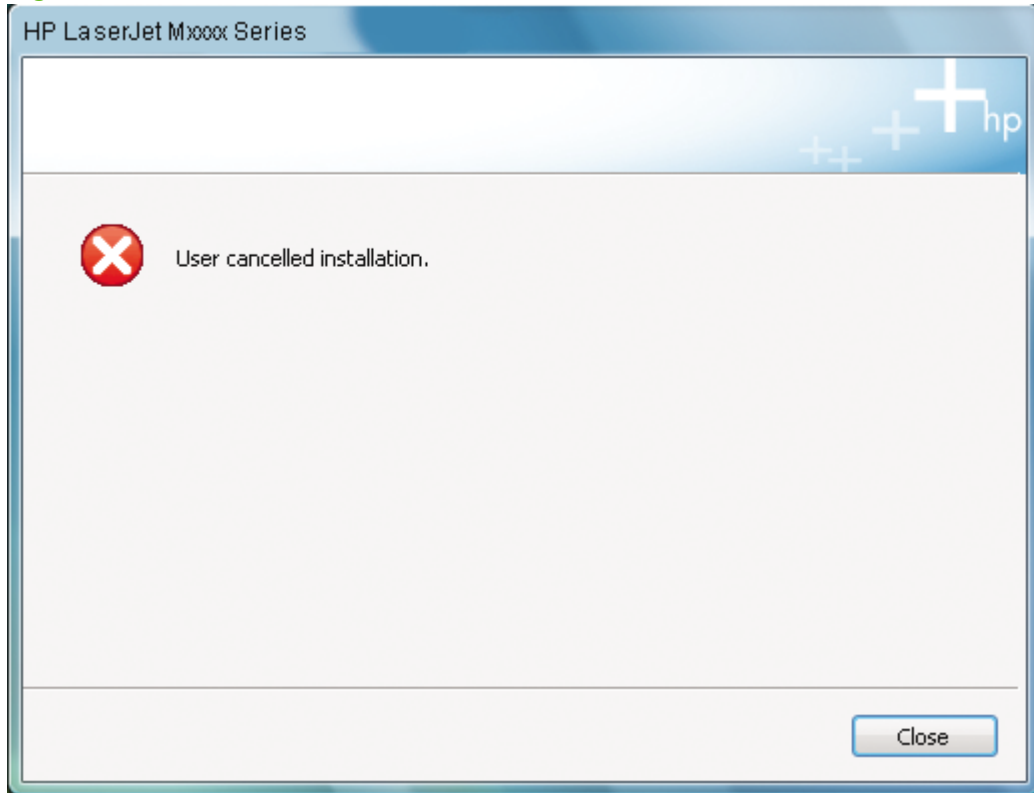 HP LaserJet Mxxxx Series
hp
User cancelled installation.
Close